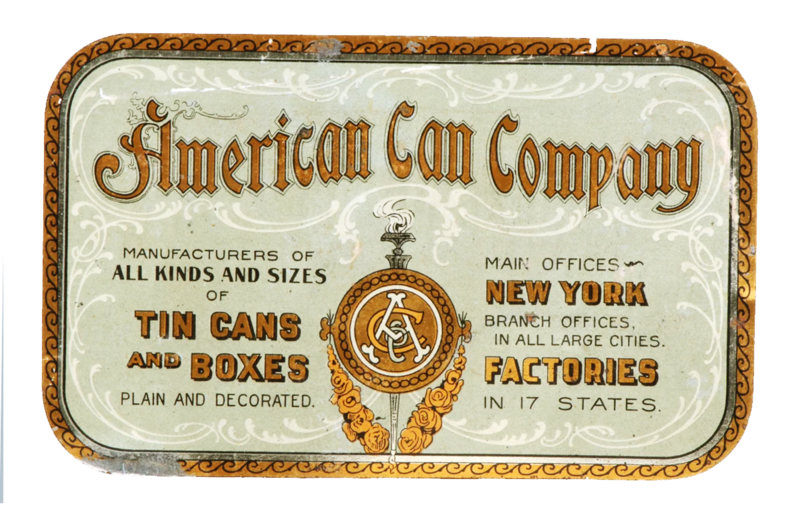 American Can Company
MANUFACTURERS OF
ALL KINDS AND SIZES
OF
TIN CANS
AND BOXES
PLAIN AND DECORATED.
MAIN OFFICES
NEW YORK
BRANCH OFFICES,
IN ALL LARGE CITIES.
FACTORIES
IN 17 STATES.